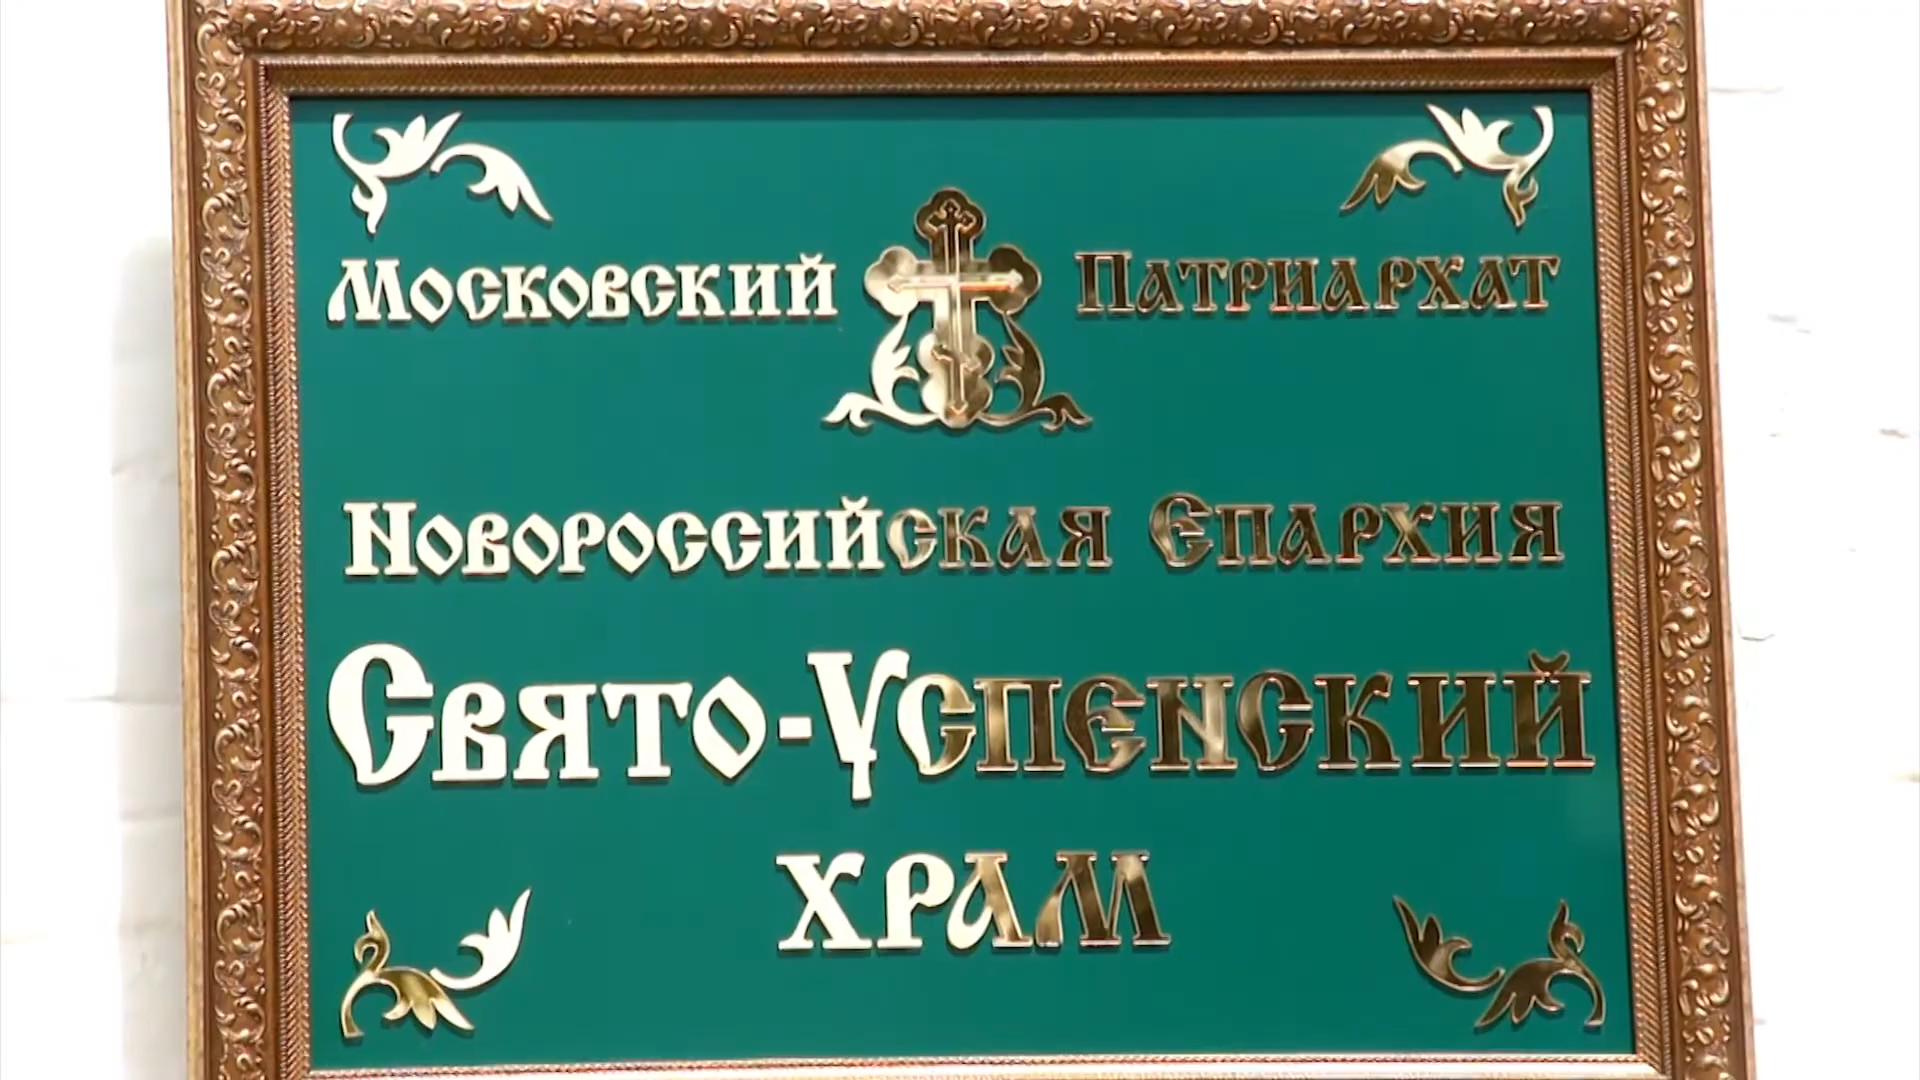 Московский Патриархат
Новороссийская Епархия
Свято-Успенский
храм